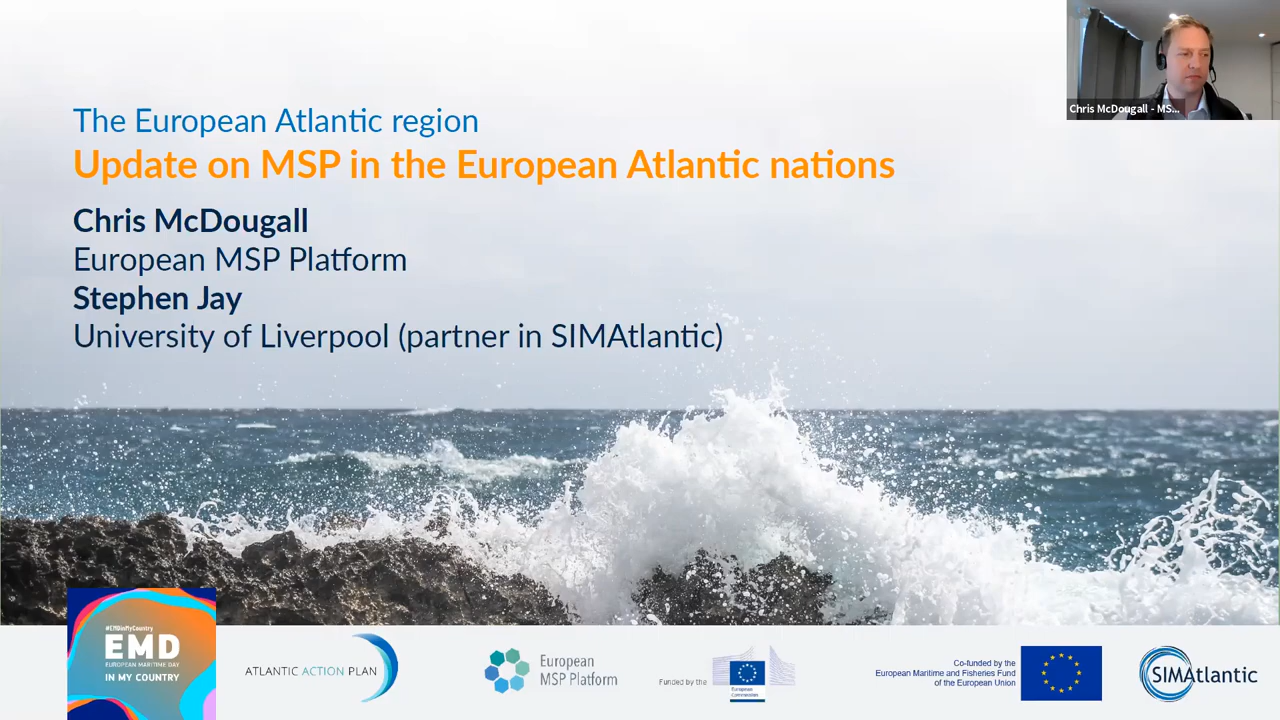 The European Atlantic region
Update on MSP in the European Atlantic nations
Chris McDougall
European MSP Platform
Stephen Jay
University of Liverpool (partner in SIMAtlantic)
Chris McDougall - MS...
#EMDinMyCountry
EMD
EUROPEAN MARITIME DAY
IN MY COUNTRY
ATLANTIC ACTION PLAN
European
MSP Platform
Funded by the
European
Commission
Co-funded by the
European Maritime and Fisheries Fund
of the European Union
SIMAtlantic